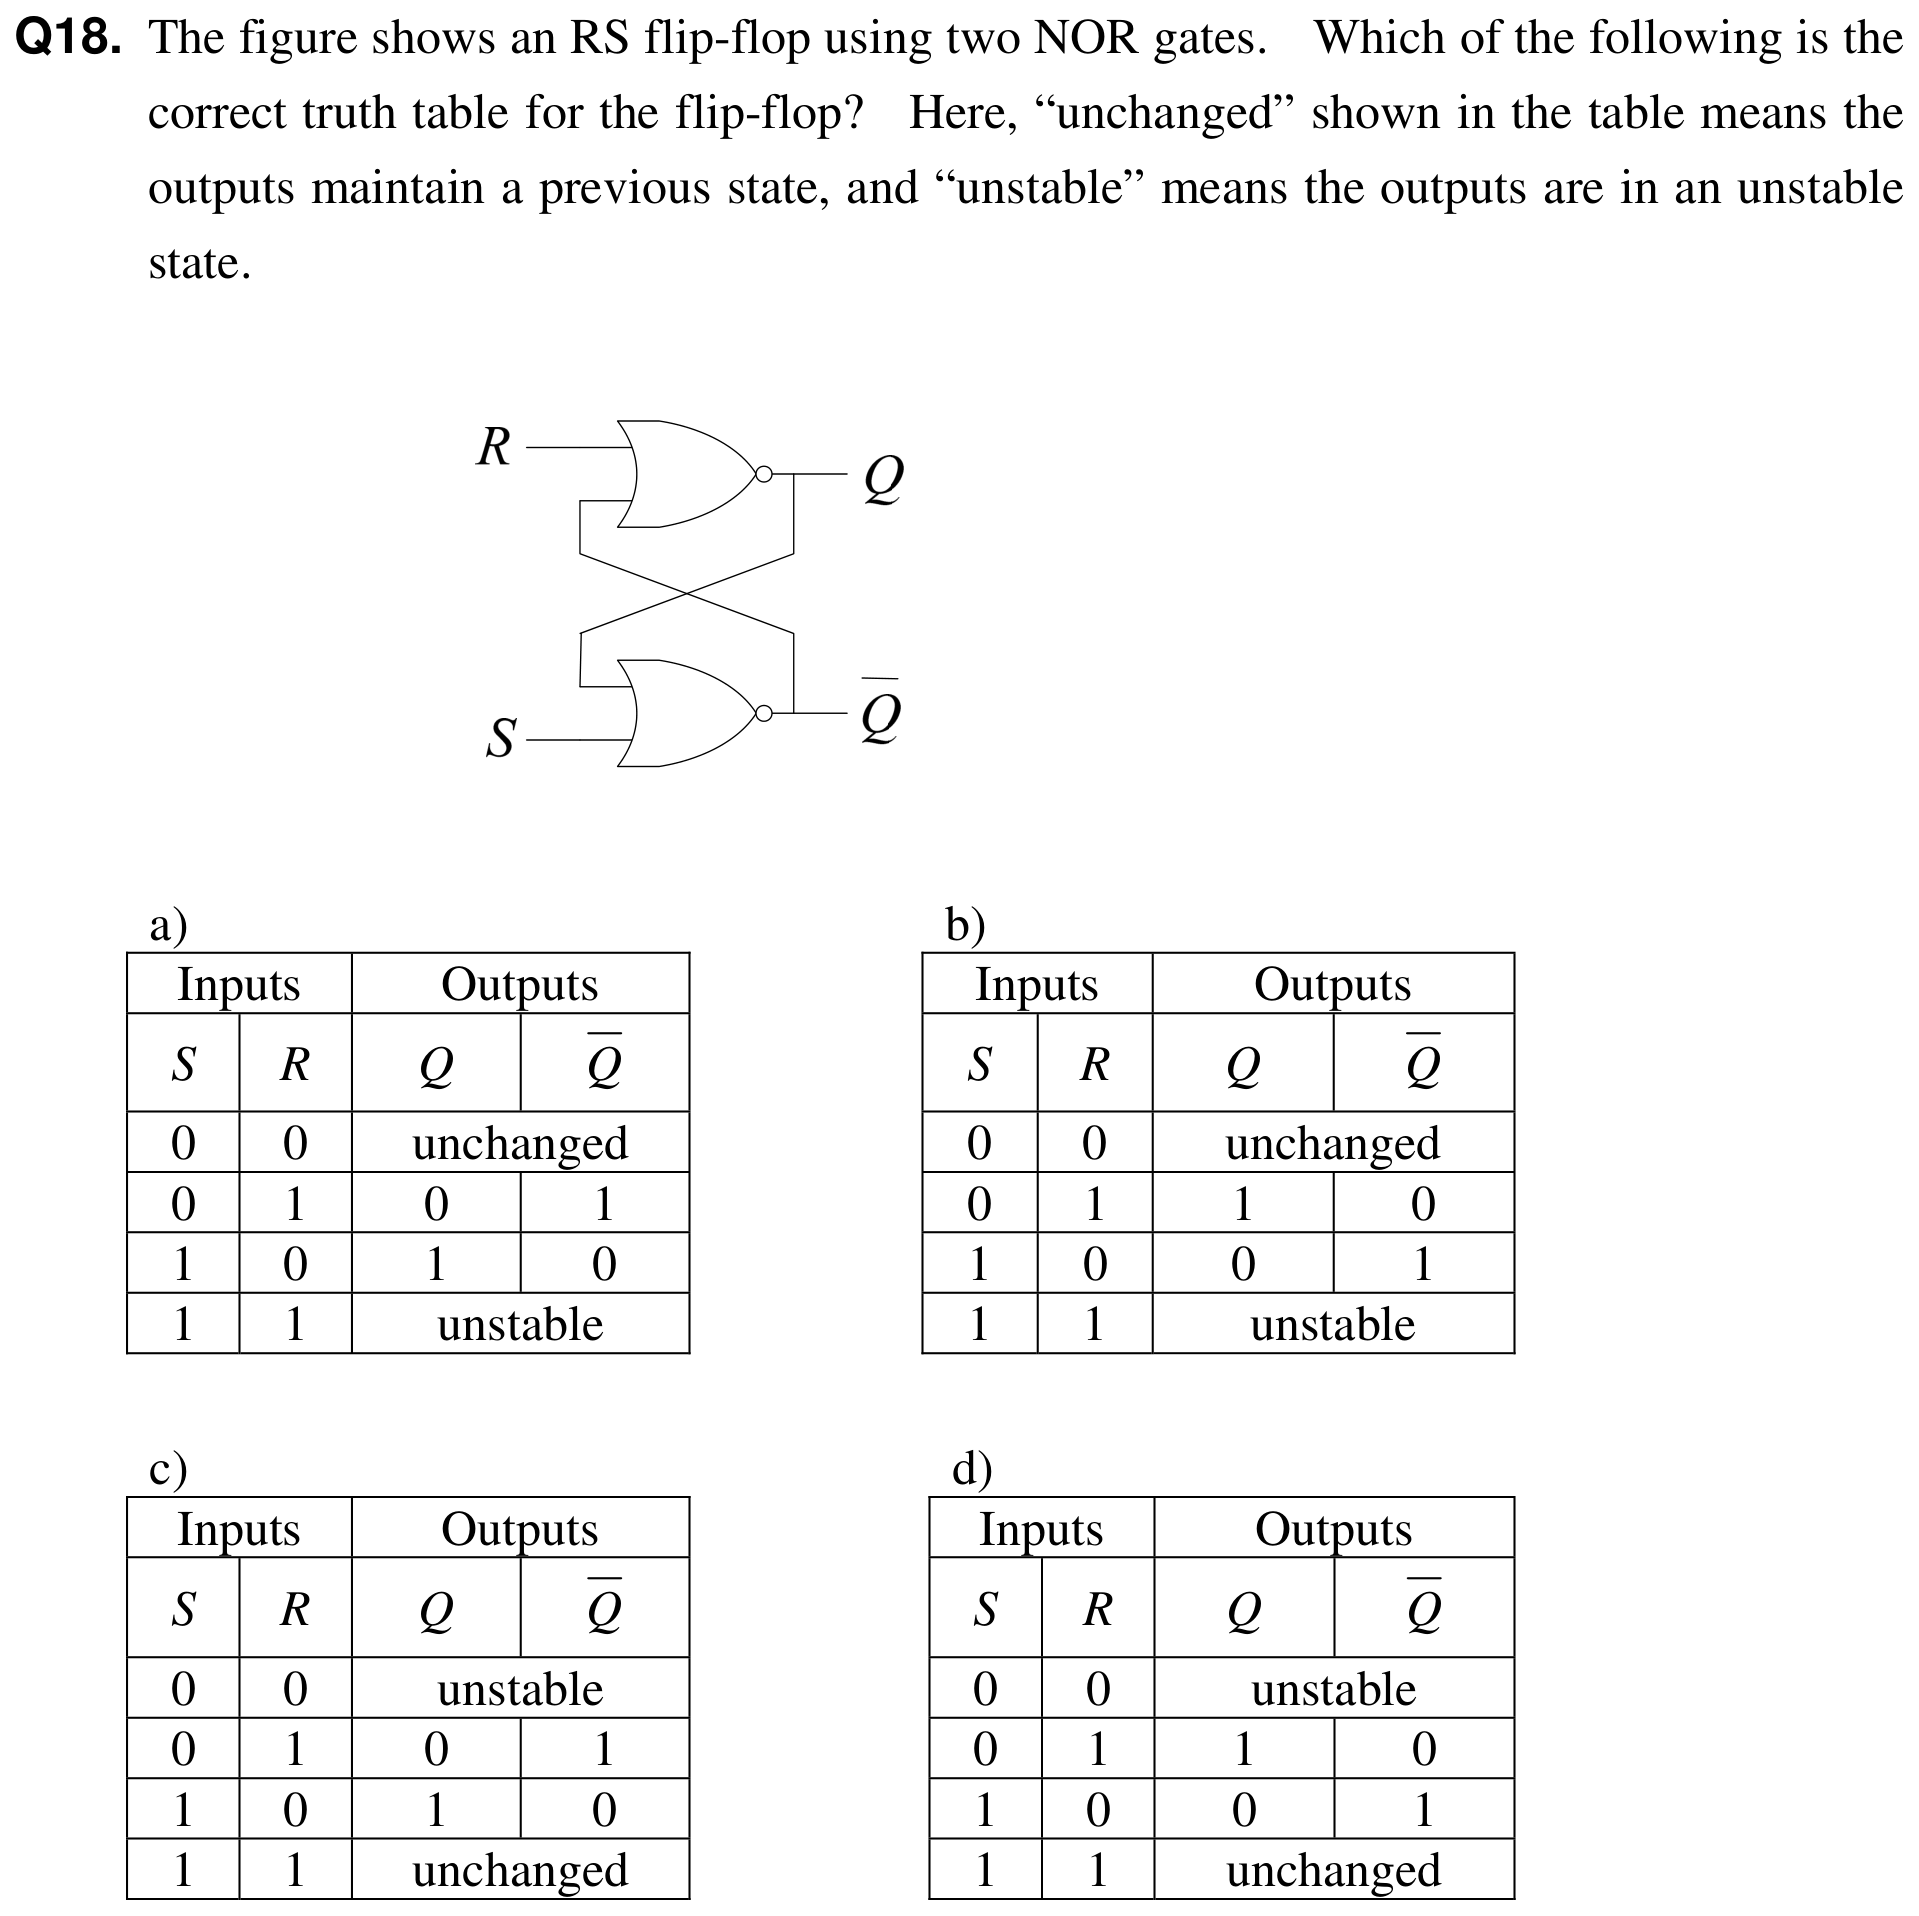 Q18. The figure shows an RS flip-flop using two NOR gates. Which of the following is the
correct truth table for the flip-flop? Here, “unchanged” shown in the table means the
outputs maintain a previous state, and “unstable” means the outputs are in an unstable
state.
R
Q
S
Q̅
a)
Inputs Outputs
S R Q Q̅
0 0 unchanged
0 1 0 1
1 0 1 0
1 1 unstable
b)
Inputs Outputs
S R Q Q̅
0 0 unchanged
0 1 1 0
1 0 0 1
1 1 unstable
c)
Inputs Outputs
S R Q Q̅
0 0 unstable
0 1 0 1
1 0 1 0
1 1 unchanged
d)
Inputs Outputs
S R Q Q̅
0 0 unstable
0 1 1 0
1 0 0 1
1 1 unchanged